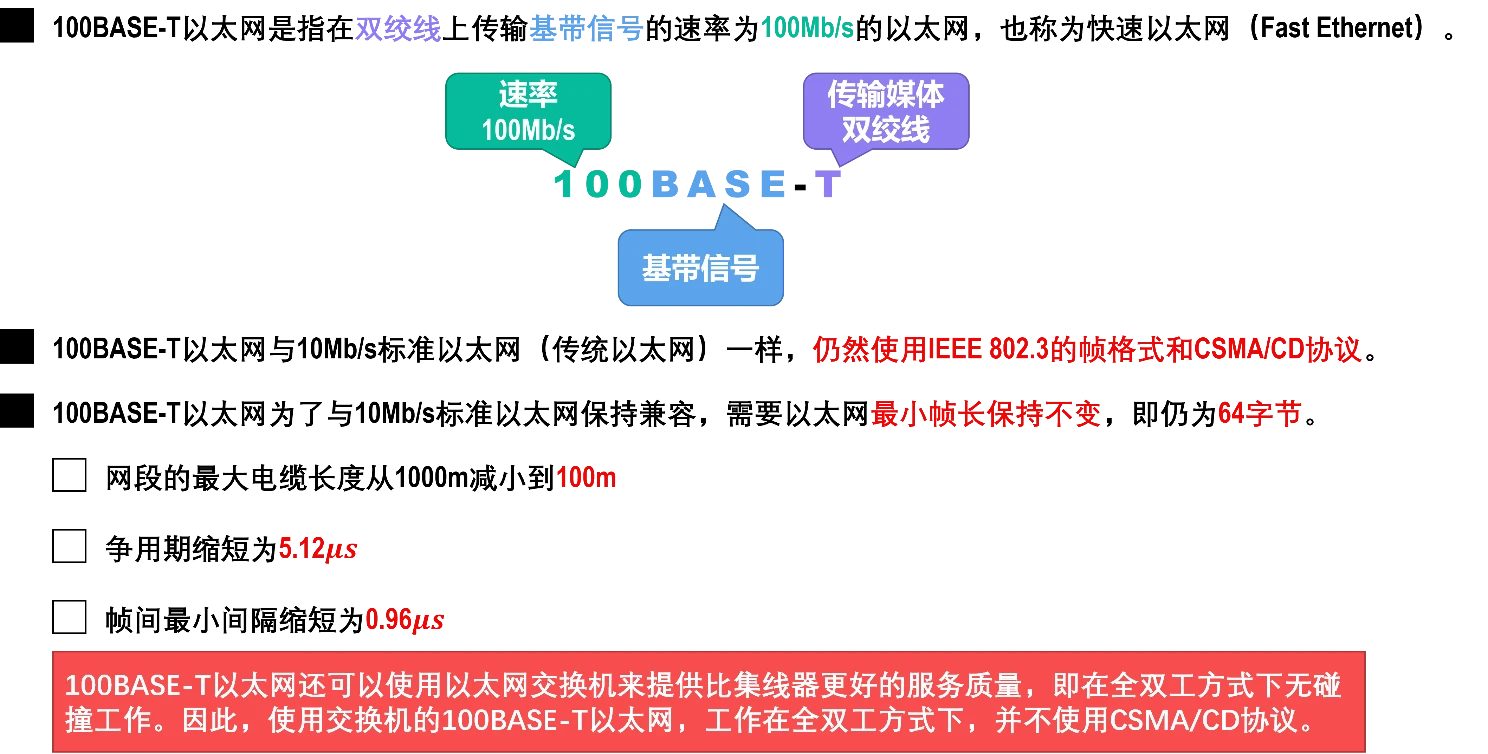 100BASE-T以太网是指在双绞线上传输基带信号的速率为100Mb/s的以太网，也称为快速以太网（Fast Ethernet）。
速率
100Mb/s
传输媒体
双绞线
100BASE-T
基带信号
100BASE-T以太网与10Mb/s标准以太网（传统以太网）一样，仍然使用IEEE 802.3的帧格式和CSMA/CD协议。
100BASE-T以太网为了与10Mb/s标准以太网保持兼容，需要以太网最小帧长保持不变，即仍为64字节。
网段的最大电缆长度从1000m减小到100m
争用期缩短为5.12μs
帧间最小间隔缩短为0.96μs
100BASE-T以太网还可以使用以太网交换机来提供比集线器更好的服务质量，即在全双工方式下无碰
撞工作。因此，使用交换机的100BASE-T以太网，工作在全双工方式下，并不使用CSMA/CD协议。